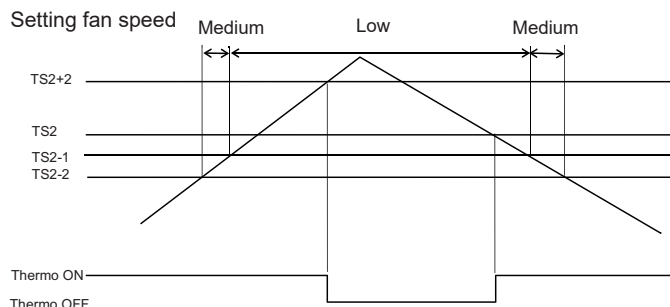 Setting fan speed
Medium
Low
Medium
TS2+2
TS2
TS2-1
TS2-2
Thermo ON
Thermo OFF